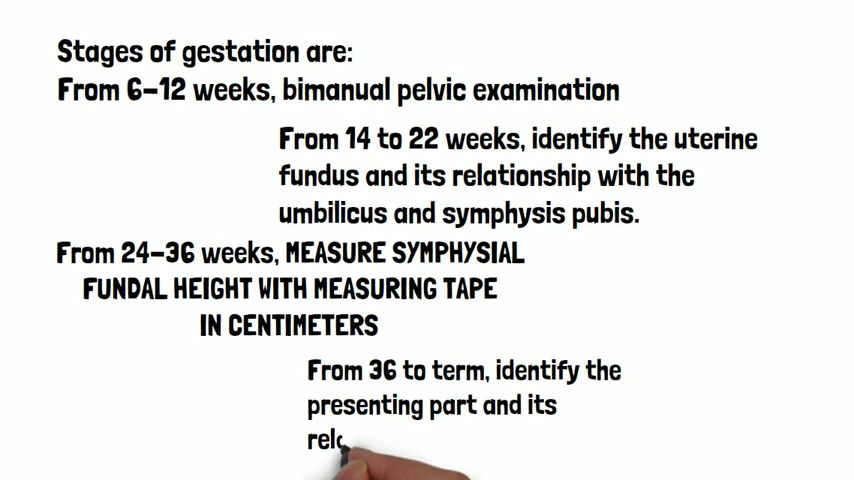 Stages of gestation are:
From 6-12 weeks, bimanual pelvic examination
From 14 to 22 weeks, identify the uterine
fundus and its relationship with the
umbilicus and symphysis pubis.
From 24-36 weeks, MEASURE SYMPHYSIAL
FUNDAL HEIGHT WITH MEASURING TAPE
IN CENTIMETERS
From 36 to term, identify the
presenting part and its